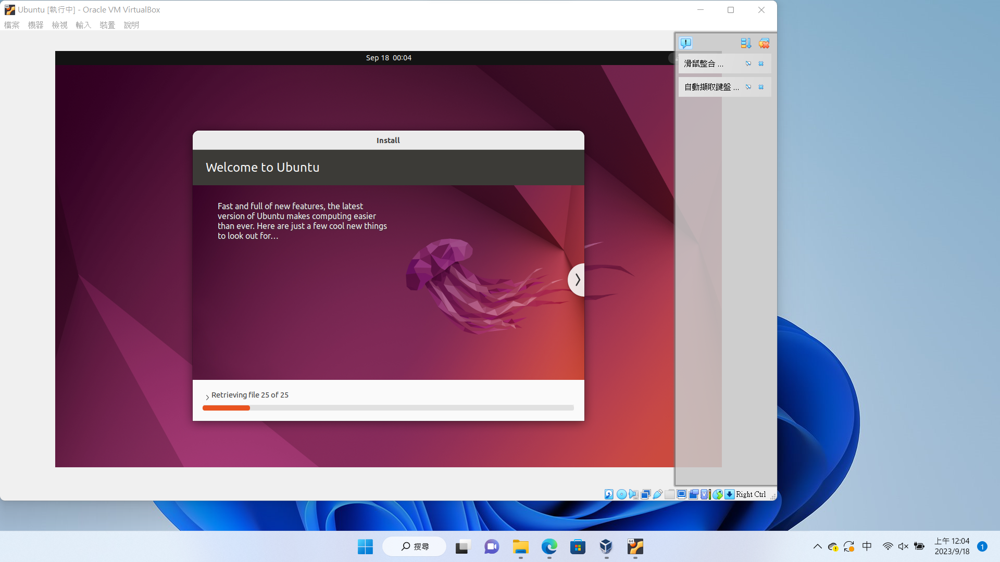 Ubuntu [執行中] - Oracle VM VirtualBox
檔案 機器 檢視 輸入 裝置 說明
Sep 18 00:04
滑鼠整合 ...
自動擷取鍵盤 ...
Install
Welcome to Ubuntu
Fast and full of new features, the latest
version of Ubuntu makes computing easier
than ever. Here are just a few cool new things
to look out for…
Retrieving file 25 of 25
Right Ctrl
搜尋
64
中
上午 12:04
2023/9/18
1